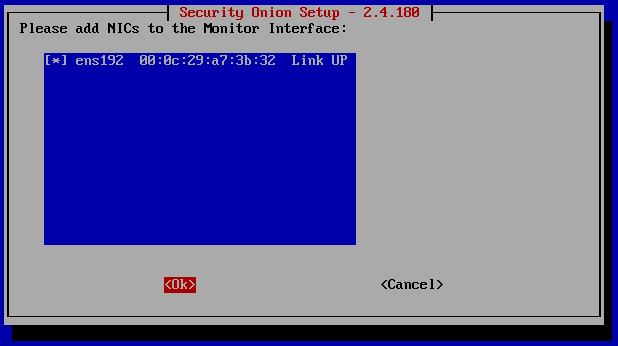 Security Onion Setup - 2.4.180
Please add NICs to the Monitor Interface:
[*] ens192  00:0c:29:a7:3b:32  Link UP
<Ok>
<Cancel>